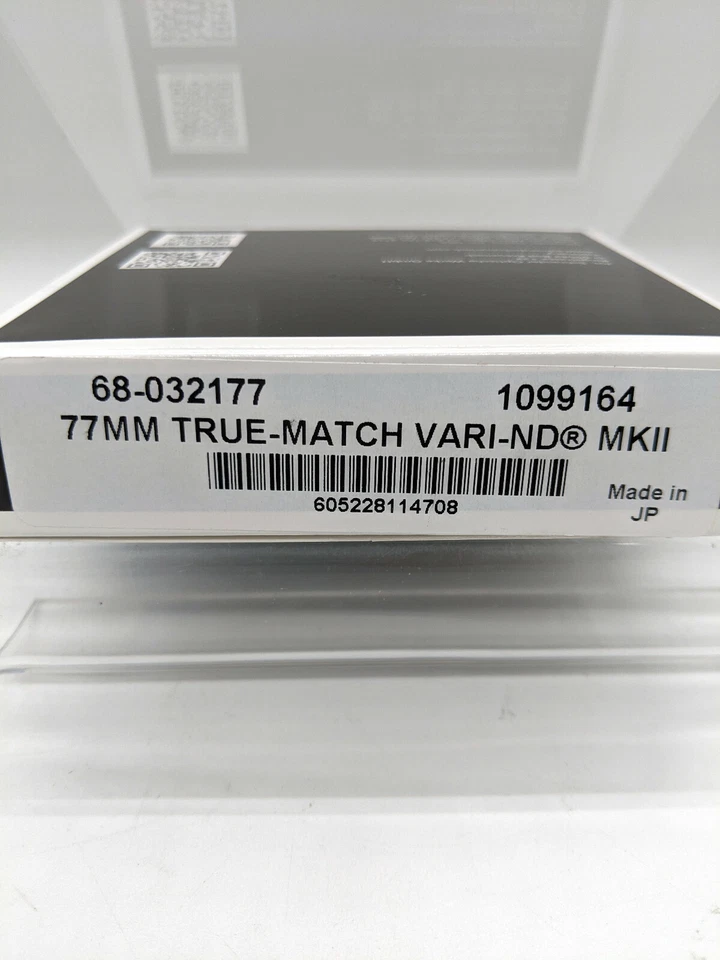 68-032177 1099164
77MM TRUE-MATCH VARI-ND® MKII
605228114708
Made in
JP